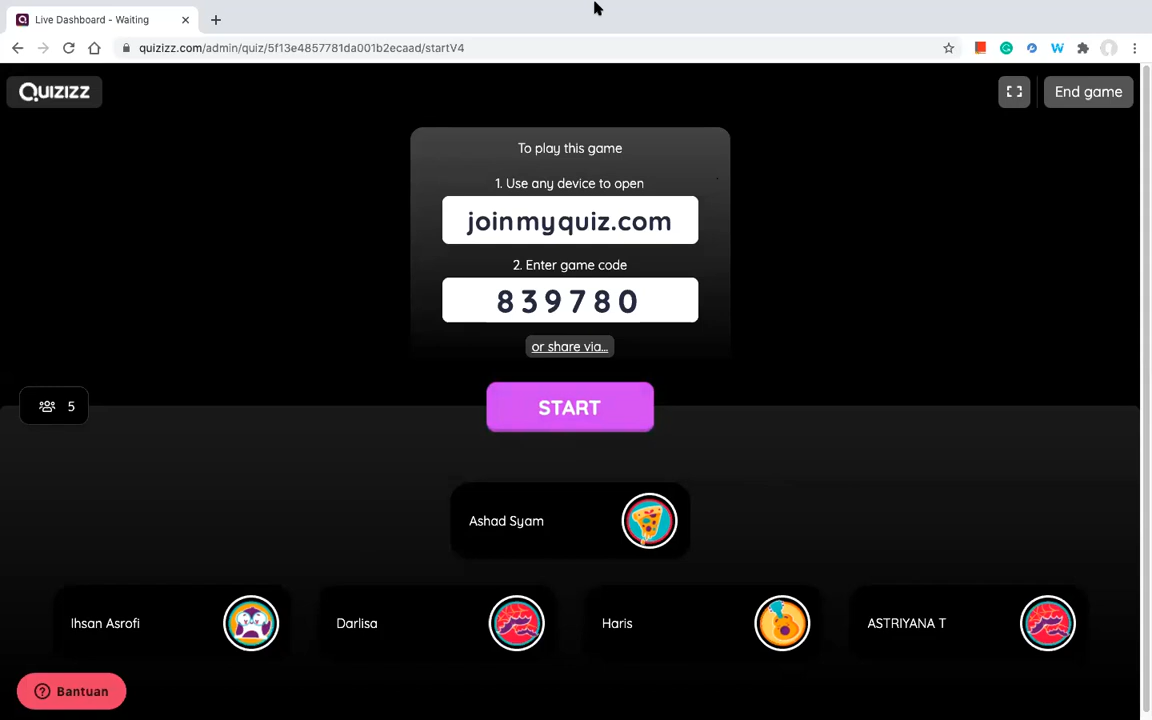 Live Dashboard - Waiting
quizizz.com/admin/quiz/5f13e4857781da001b2ecaad/startV4
W
QUIZIZZ
End game
To play this game
1. Use any device to open
joinmyquiz.com
2. Enter game code
839780
or share via...
START
5
Ashad Syam
Ihsan Asrofi
Darlisa
Haris
ASTRIYANA T
Bantuan